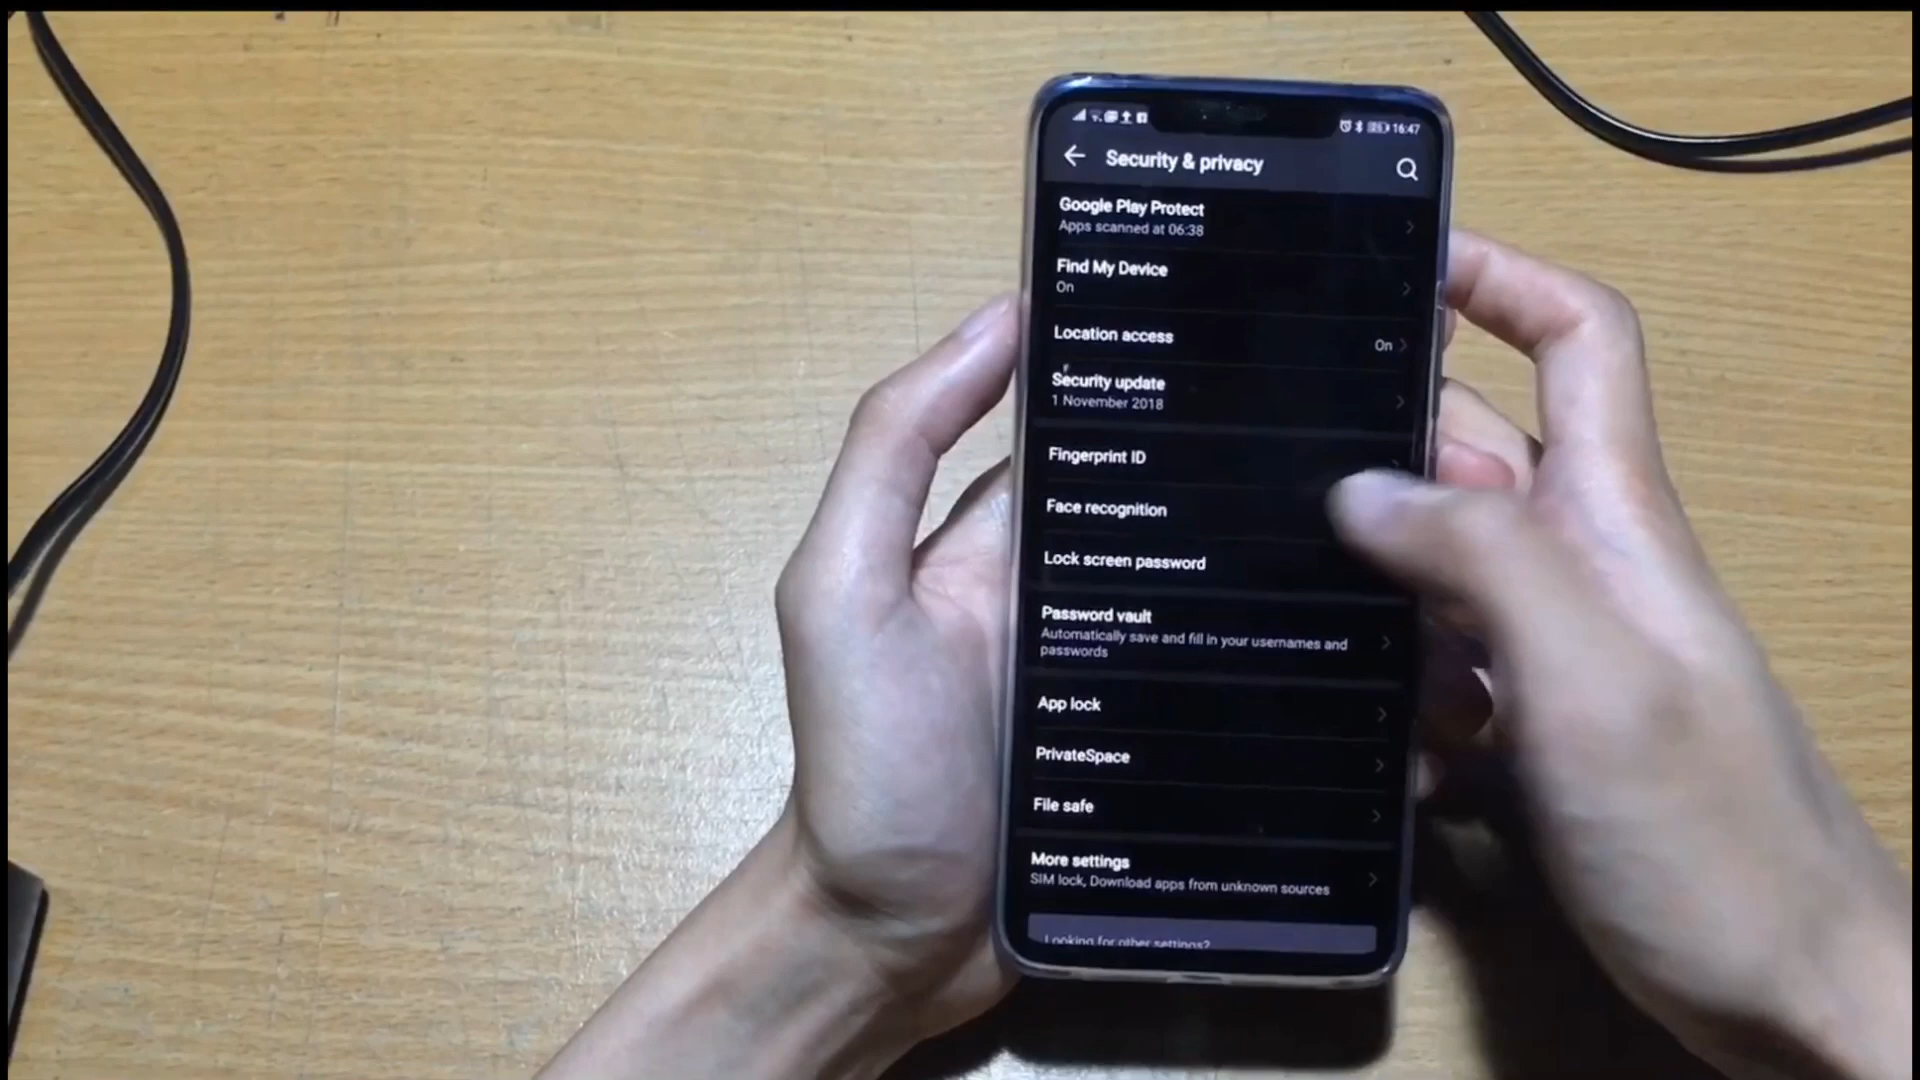 16:47
Security & privacy
Google Play Protect
Apps scanned at 06:38
Find My Device
On
Location access
On
Security update
1 November 2018
Fingerprint ID
Face recognition
Lock screen password
Password vault
Automatically save and fill in your usernames and
passwords
App lock
PrivateSpace
File safe
More settings
SIM lock, Download apps from unknown sources
Looking for other settings?